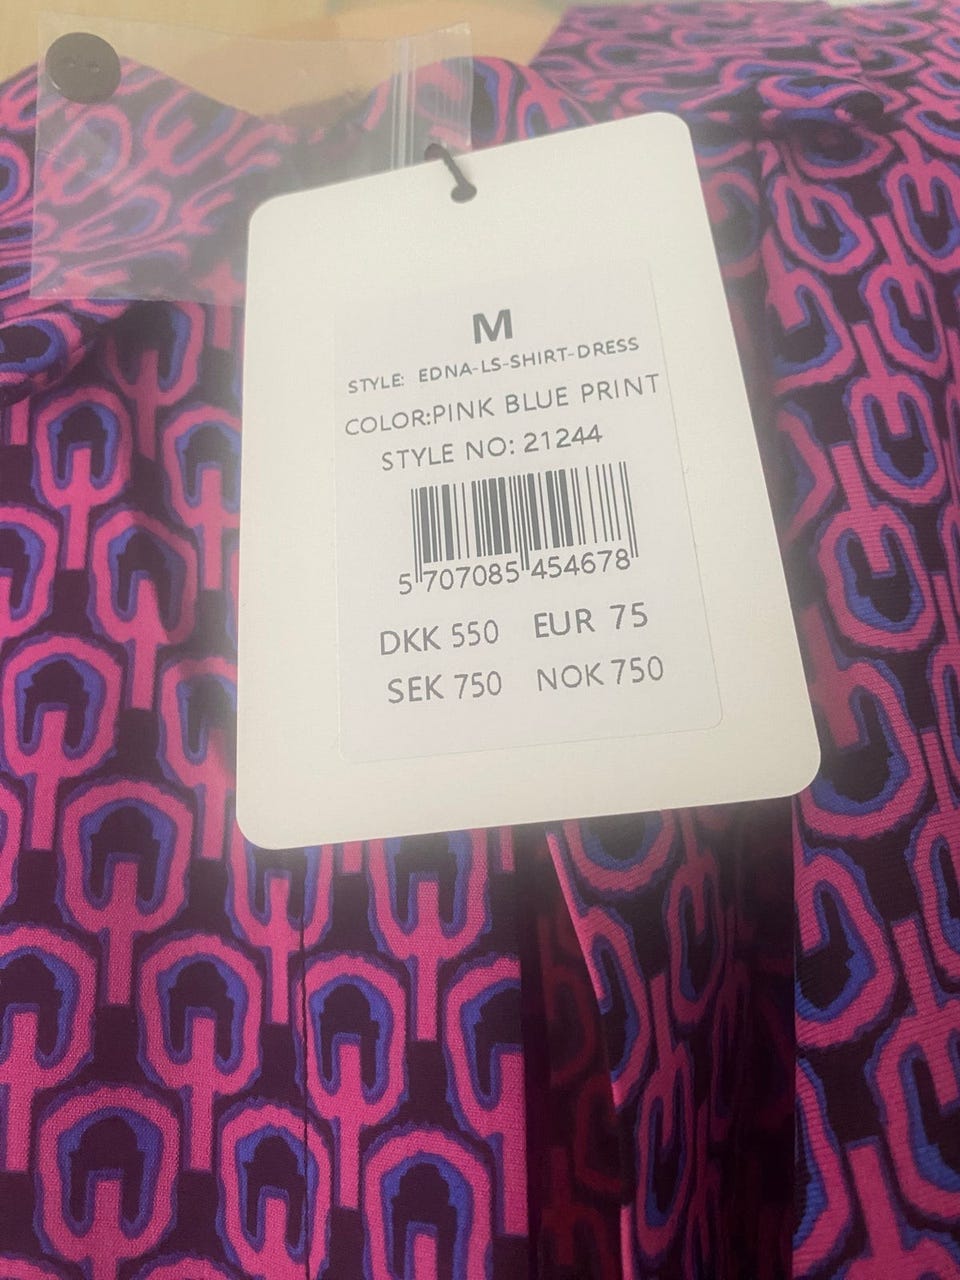 M
STYLE: EDNA-LS-SHIRT-DRESS
COLOR:PINK BLUE PRINT
STYLE NO: 21244
5 707085 454678
DKK 550 EUR 75
SEK 750 NOK 750